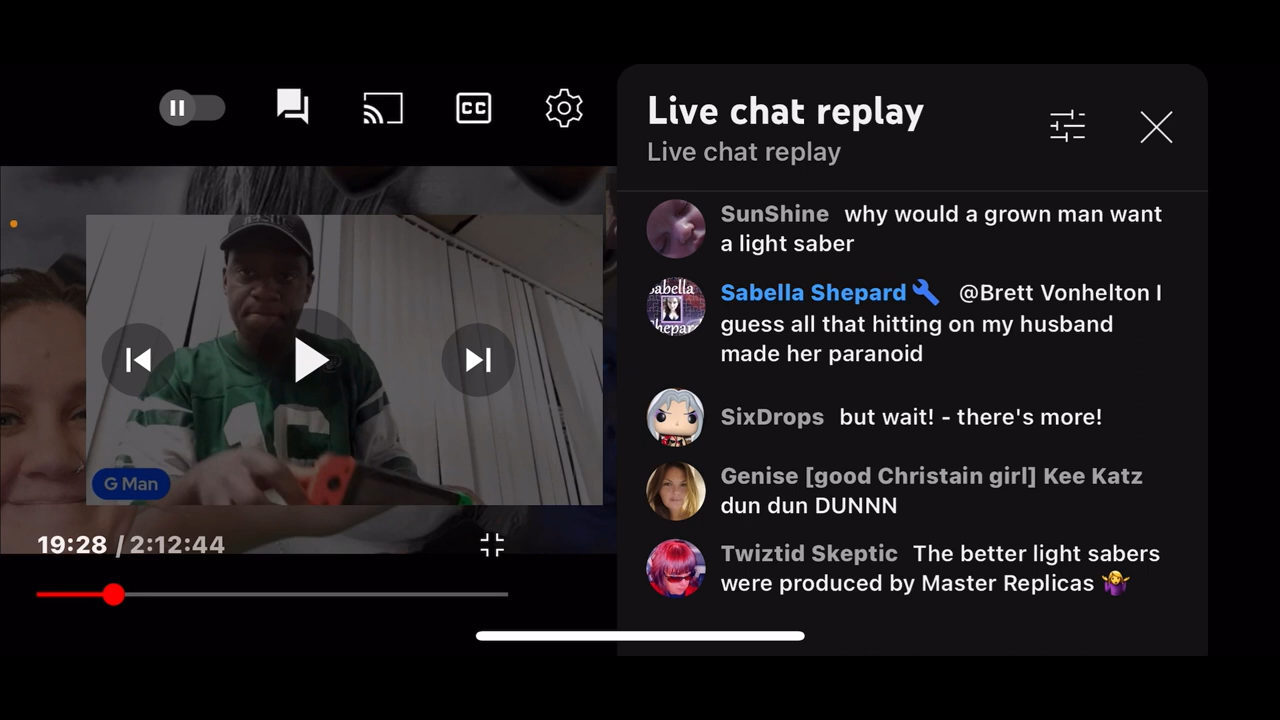 CC
Live chat replay
Live chat replay
SunShine why would a grown man want
a light saber
Sabella Shepard @Brett Vonhelton I
guess all that hitting on my husband
made her paranoid
SixDrops but wait! - there's more!
Genise [good Christain girl] Kee Katz
dun dun DUNNN
Twiztid Skeptic The better light sabers
were produced by Master Replicas
G Man
19:28 / 2:12:44